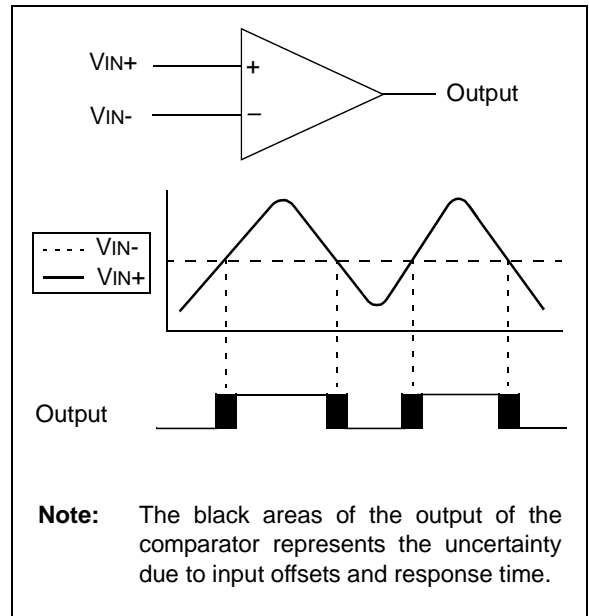 VIN+
+
Output
VIN-
–
VIN-
VIN+
Output
Note: The black areas of the output of the
comparator represents the uncertainty
due to input offsets and response time.